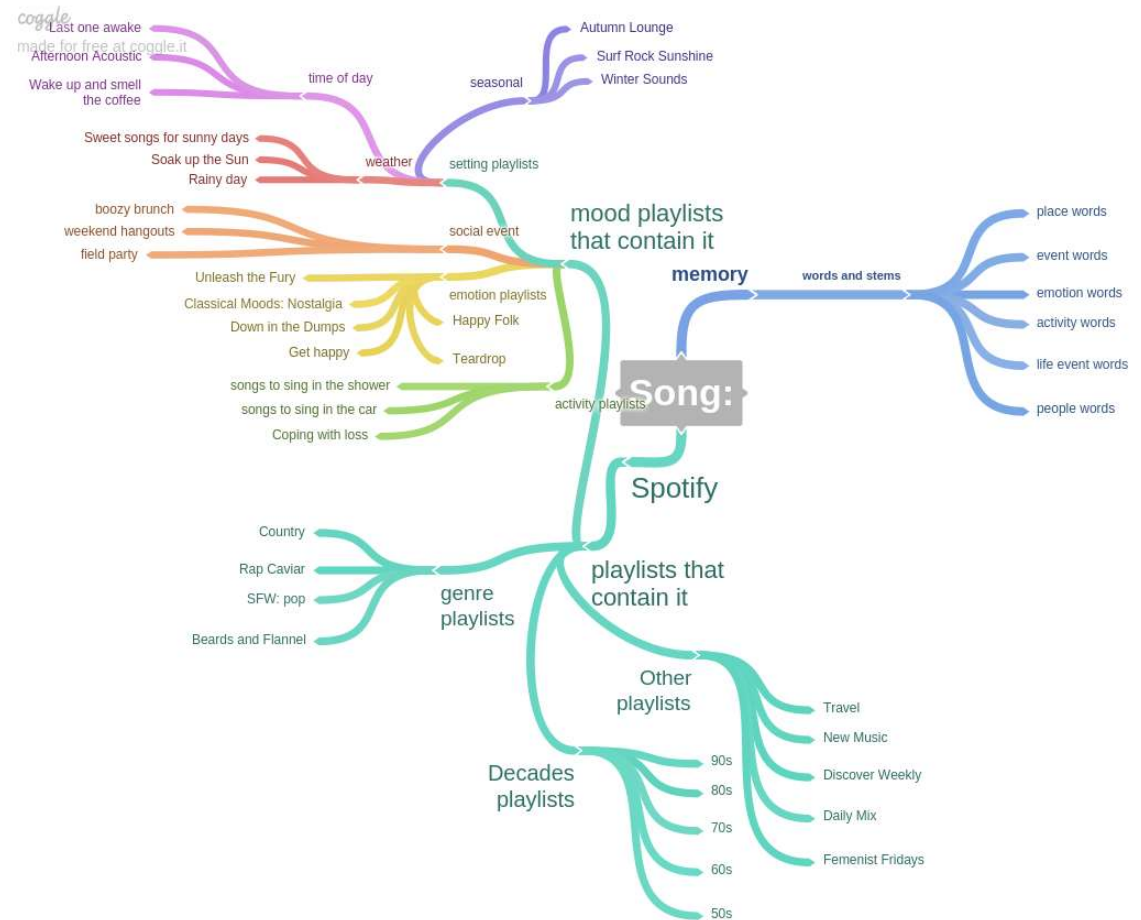 coggle
made for free at coggle.it
Last one awake
Afternoon Acoustic
Wake up and smell
the coffee
time of day
seasonal
Autumn Lounge
Surf Rock Sunshine
Winter Sounds
Sweet songs for sunny days
Soak up the Sun
Rainy day
weather
setting playlists
boozy brunch
weekend hangouts
field party
social event
mood playlists
that contain it
Unleash the Fury
Classical Moods: Nostalgia
Down in the Dumps
Get happy
emotion playlists
Happy Folk
Teardrop
songs to sing in the shower
songs to sing in the car
Coping with loss
activity playlists
memory
words and stems
place words
event words
emotion words
activity words
life event words
people words
Song:
Spotify
playlists that
contain it
Country
Rap Caviar
SFW: pop
Beards and Flannel
genre
playlists
Other
playlists
Travel
New Music
Discover Weekly
Daily Mix
Femenist Fridays
Decades
playlists
90s
80s
70s
60s
50s